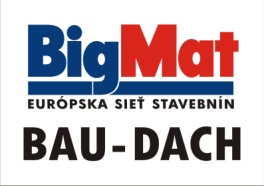 BigMat
EURÓPSKA SIEŤ STAVEBNÍN
BAU-DACH